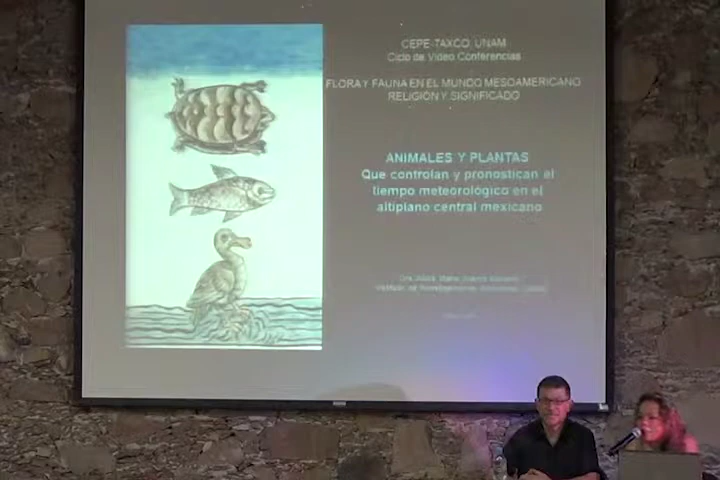 CEPE-TAXCO, UNAM
Ciclo de Video Conferencias
FLORA Y FAUNA EN EL MUNDO MESOAMERICANO
RELIGIÓN Y SIGNIFICADO
ANIMALES Y PLANTAS
Que controlan y pronostican el
tiempo meteorológico en el
altiplano central mexicano